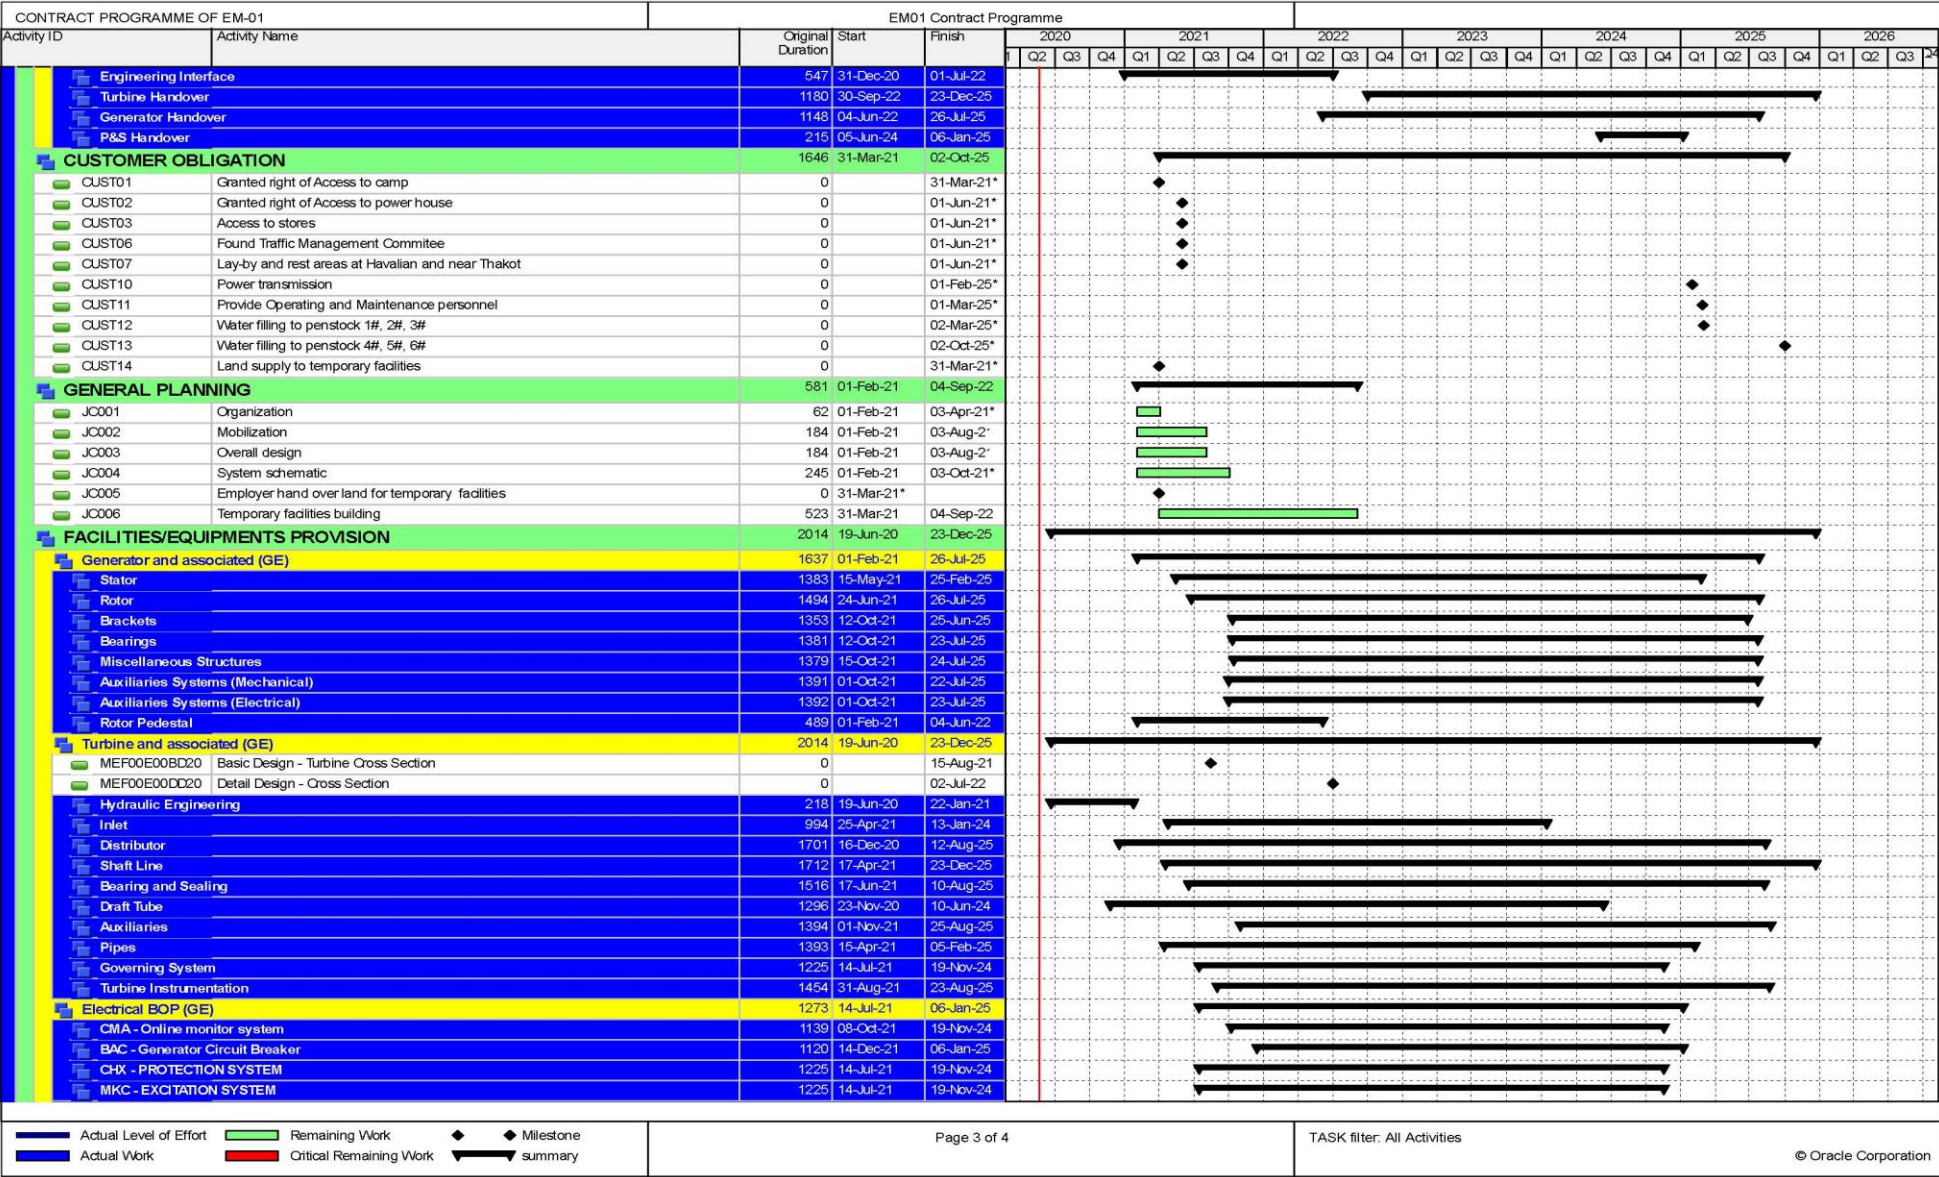 CONTRACT PROGRAMME OF EM-01 EM01 Contract Programme
Activity ID Activity Name Original Duration Start Finish 2020 2021 2022 2023 2024 2025 2026
Q2 Q3 Q4 Q1 Q2 Q3 Q4 Q1 Q2 Q3 Q4 Q1 Q2 Q3 Q4 Q1 Q2 Q3 Q4 Q1 Q2 Q3 Q4 Q1 Q2 Q3 Q4
Engineering Interface 547 31-Dec-20 01-Jul-22
Turbine Handover 1180 30-Sep-22 23-Dec-25
Generator Handover 1148 04-Jun-22 26-Jul-25
P&S Handover 215 05-Jun-24 06-Jan-25
CUSTOMER OBLIGATION 1646 31-Mar-21 02-Oct-25
CUST01 Granted right of Access to camp 0 31-Mar-21*
CUST02 Granted right of Access to power house 0 01-Jun-21*
CUST03 Access to stores 0 01-Jun-21*
CUST06 Found Traffic Management Commitee 0 01-Jun-21*
CUST07 Lay-by and rest areas at Havalian and near Thakot 0 01-Jun-21*
CUST10 Power transmission 0 01-Feb-25*
CUST11 Provide Operating and Maintenance personnel 0 01-Mar-25*
CUST12 Water filling to penstock 1#, 2#, 3# 0 02-Mar-25*
CUST13 Water filling to penstock 4#, 5#, 6# 0 02-Oct-25*
CUST14 Land supply to temporary facilities 0 31-Mar-21*
GENERAL PLANNING 581 01-Feb-21 04-Sep-22
JC001 Organization 62 01-Feb-21 03-Apr-21*
JC002 Mobilization 184 01-Feb-21
JC003 Overall design 184 01-Feb-21
JC004 System schematic 245 01-Feb-21 03-Oct-21*
JC005 Employer hand over land for temporary facilities 0 31-Mar-21*
JC006 Temporary facilities building 523 31-Mar-21 04-Sep-22
FACILITIES/EQUIPMENTS PROVISION 2014 19-Jun-20 23-Dec-25
Generator and associated (GE) 1637 01-Feb-21 26-Jul-25
Stator 1383 15-May-21 25-Feb-25
Rotor 1494 24-Jun-21 26-Jul-25
Brackets 1353 12-Oct-21 25-Jun-25
Bearings 1381 12-Oct-21 23-Jul-25
Miscellaneous Structures 1379 15-Oct-21 24-Jul-25
Auxiliaries Systems (Mechanical) 1391 01-Oct-21 22-Jul-25
Auxiliaries Systems (Electrical) 1392 01-Oct-21 23-Jul-25
Rotor Pedestal 489 01-Feb-21 04-Jun-22
Turbine and associated (GE) 2014 19-Jun-20 23-Dec-25
MEF00E00BD20 Basic Design - Turbine Cross Section 0 15-Aug-21
MEF00E00DD20 Detail Design - Cross Section 0 02-Jul-22
Hydraulic Engineering 218 19-Jun-20 22-Jan-21
Inlet 994 25-Apr-21 13-Jan-24
Distributor 1701 16-Dec-20 12-Aug-25
Shaft Line 1712 17-Apr-21 23-Dec-25
Bearing and Sealing 1516 17-Jun-21 10-Aug-25
Draft Tube 1296 23-Nov-20 10-Jun-24
Auxiliaries 1394 01-Nov-21 25-Aug-25
Pipes 1393 15-Apr-21 05-Feb-25
Governing System 1225 14-Jul-21 19-Nov-24
Turbine Instrumentation 1454 31-Aug-21 23-Aug-25
Electrical BOP (GE) 1273 14-Jul-21 06-Jan-25
CMA - Online monitor system 1139 08-Oct-21 19-Nov-24
BAC - Generator Circuit Breaker 1120 14-Dec-21 06-Jan-25
CHX - PROTECTION SYSTEM 1225 14-Jul-21 19-Nov-24
MKC - EXCITATION SYSTEM 1225 14-Jul-21 19-Nov-24
Actual Level of Effort Remaining Work Milestone Page 3 of 4 TASK filter: All Activities
Actual Work Critical Remaining Work summary
© Oracle Corporation